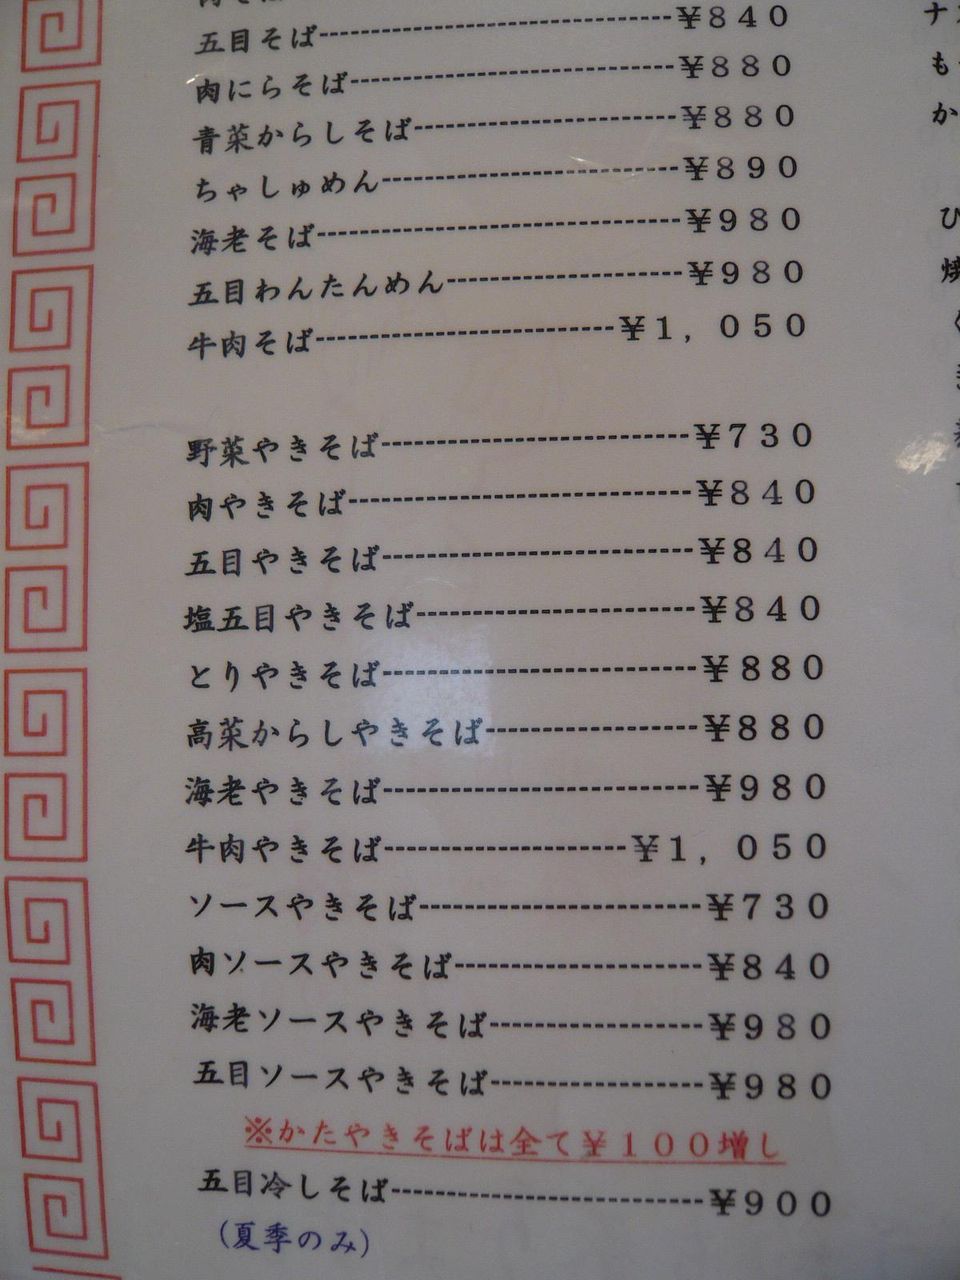 五目そば---------------------------¥840
肉にらそば-------------------------¥880
青菜からしそば---------------------¥880
ちゃしゅめん-----------------------¥890
海老そば---------------------------¥980
五目わんたんめん-------------------¥980
牛肉そば----------------------¥1,050
野菜やきそば-----------------------¥730
肉やきそば-------------------------¥840
五目やきそば-----------------------¥840
塩五目やきそば---------------------¥840
とりやきそば-----------------------¥880
高菜からしやきそば-----------------¥880
海老やきそば-----------------------¥980
牛肉やきそば------------------¥1,050
ソースやきそば---------------------¥730
肉ソースやきそば-------------------¥840
海老ソースやきそば-----------------¥980
五目ソースやきそば-----------------¥980
※かたやきそばは全て¥100増し
五目冷しそば-----------------------¥900
(夏季のみ)